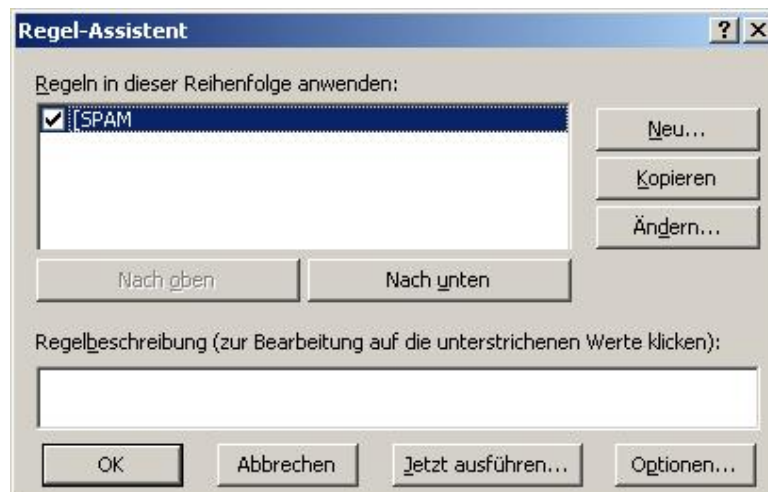 Regel-Assistent
Regeln in dieser Reihenfolge anwenden:
[SPAM
Neu...
Kopieren
Ändern...
Nach oben Nach unten
Regelbeschreibung (zur Bearbeitung auf die unterstrichenen Werte klicken):
OK Abbrechen Jetzt ausführen... Optionen...